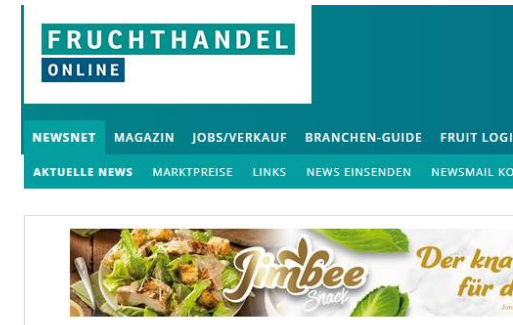 FRUCHTHANDEL
ONLINE
NEWSNET MAGAZIN JOBS/VERKAUF BRANCHEN-GUIDE FRUIT LOGI
AKTUELLE NEWS MARKTPREISE LINKS NEWS EINSENDEN NEWSMAIL KO
Jimbee
Snack
Der kna
für d
Jim